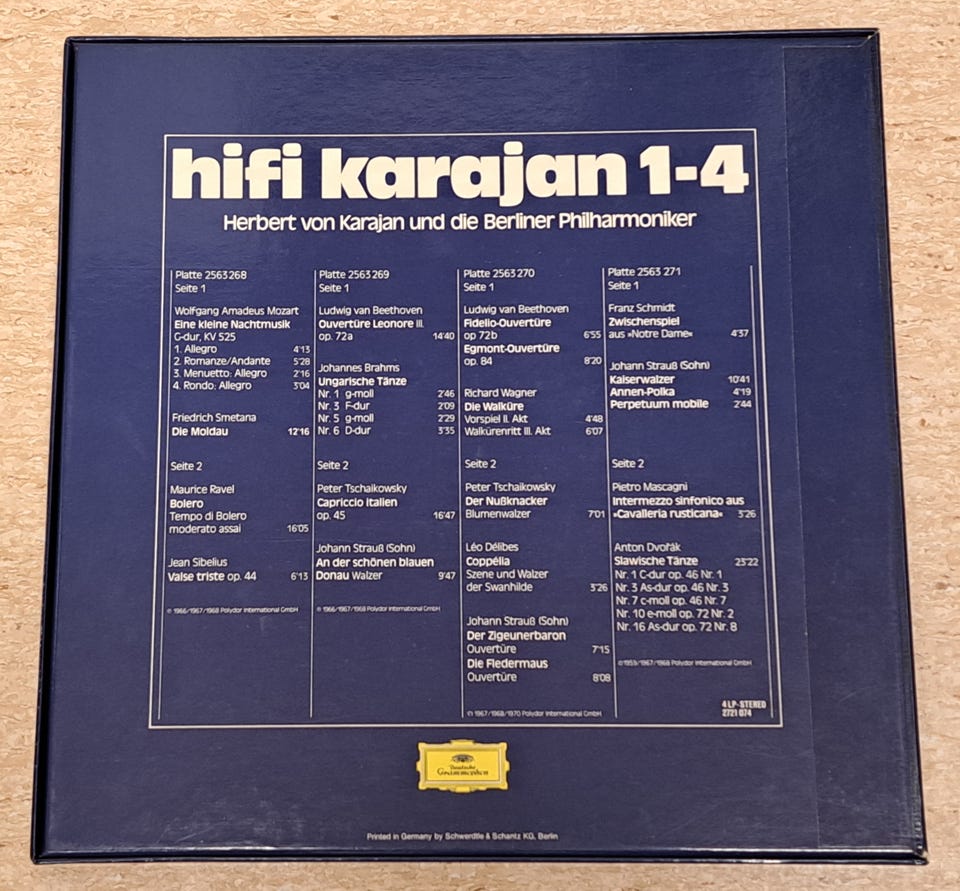 hifi karajan 1-4
Herbert von Karajan und die Berliner Philharmoniker
Platte 2563268
Seite 1
Wolfgang Amadeus Mozart
Eine kleine Nachtmusik
G-dur, KV 525
1. Allegro 4'13
2. Romanze/Andante 5'28
3. Menuetto: Allegro 2'16
4. Rondo: Allegro 3'04
Friedrich Smetana
Die Moldau 12'16
Seite 2
Maurice Ravel
Bolero
Tempo di Bolero
moderato assai 16'05
Jean Sibelius
Valse triste op. 44 6'13
℗ 1966/1967/1968 Polydor International GmbH
Platte 2563269
Seite 1
Ludwig van Beethoven
Ouvertüre Leonore III.
op. 72a 14'40
Johannes Brahms
Ungarische Tänze
Nr. 1 g-moll 2'46
Nr. 3 F-dur 2'09
Nr. 5 g-moll 2'29
Nr. 6 D-dur 3'35
Seite 2
Peter Tschaikowsky
Capriccio italien
op. 45 16'47
Johann Strauß (Sohn)
An der schönen blauen
Donau Walzer 9'47
℗ 1966/1967/1968 Polydor International GmbH
Platte 2563270
Seite 1
Ludwig van Beethoven
Fidelio-Ouvertüre
op 72b 6'55
Egmont-Ouvertüre
op. 84 8'20
Richard Wagner
Die Walküre
Vorspiel II. Akt 4'48
Walkürenritt III. Akt 6'07
Seite 2
Peter Tschaikowsky
Der Nußknacker
Blumenwalzer 7'01
Léo Délibes
Coppélia
Szene und Walzer
der Swanhilde 3'26
Johann Strauß (Sohn)
Der Zigeunerbaron
Ouvertüre 7'15
Die Fledermaus
Ouvertüre 8'08
℗ 1967/1968/1970 Polydor International GmbH
Platte 2563 271
Seite 1
Franz Schmidt
Zwischenspiel
aus »Notre Dame« 4'37
Johann Strauß (Sohn)
Kaiserwalzer 10'41
Annen-Polka 4'19
Perpetuum mobile 2'44
Seite 2
Pietro Mascagni
Intermezzo sinfonico aus
»Cavalleria rusticana« 3'26
Anton Dvořák
Slawische Tänze 23'22
Nr. 1 C-dur op. 46 Nr. 1
Nr. 3 As-dur op. 46 Nr. 3
Nr. 7 c-moll op. 46 Nr. 7
Nr. 10 e-moll op. 72 Nr. 2
Nr. 16 As-dur op. 72 Nr. 8
℗ 1959/1967/1968 Polydor International GmbH
4 LP-STEREO
2721 074
Deutsche
Grammophon
Printed in Germany by Schwerdtle & Schantz KG, Berlin